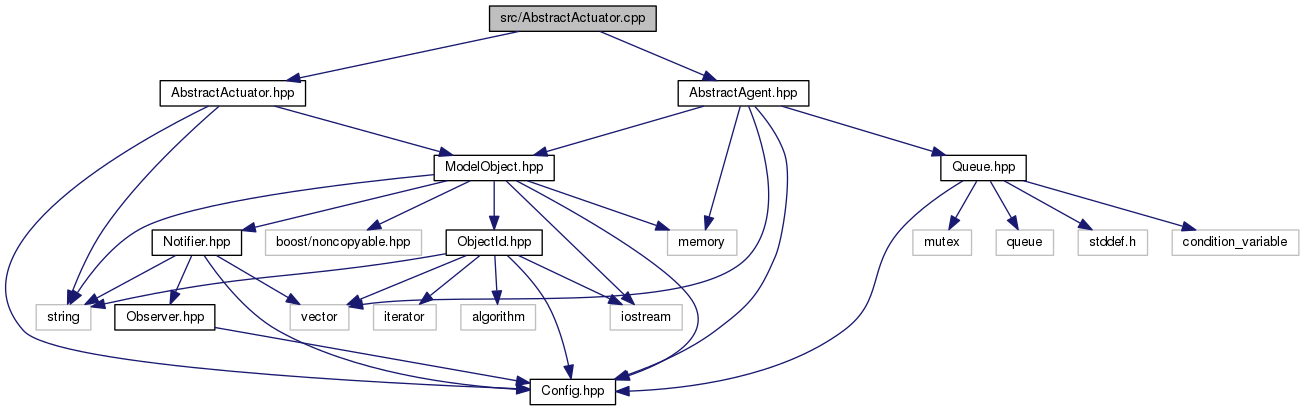 src/AbstractActuator.cpp
AbstractActuator.hpp
AbstractAgent.hpp
ModelObject.hpp
Queue.hpp
Notifier.hpp
boost/noncopyable.hpp
ObjectId.hpp
memory
mutex
queue
stddef.h
condition_variable
string
Observer.hpp
vector
iterator
algorithm
iostream
Config.hpp